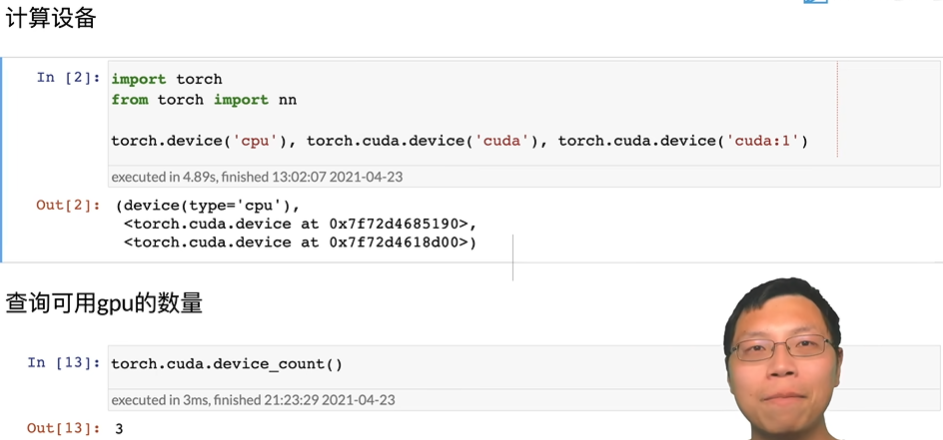 计算设备
In [2]: import torch
from torch import nn
torch.device('cpu'), torch.cuda.device('cuda'), torch.cuda.device('cuda:1')
executed in 4.89s, finished 13:02:07 2021-04-23
Out[2]: (device(type='cpu'),
<torch.cuda.device at 0x7f72d4685190>,
<torch.cuda.device at 0x7f72d4618d00>)
查询可用gpu的数量
In [13]: torch.cuda.device_count()
executed in 3ms, finished 21:23:29 2021-04-23
Out[13]: 3